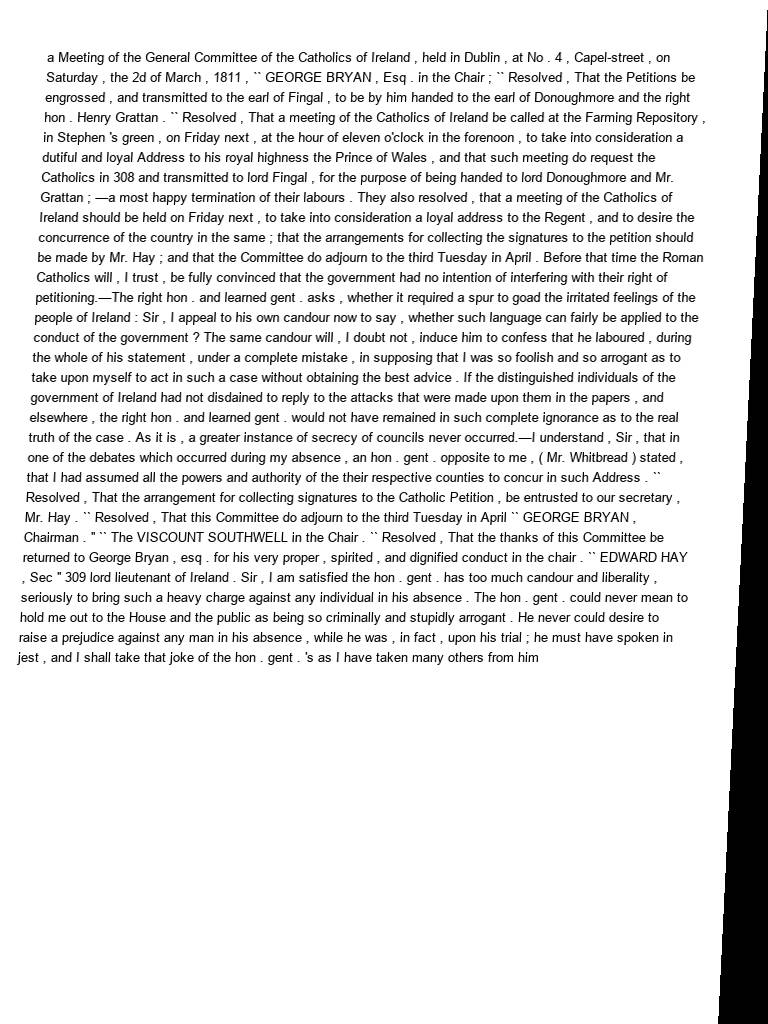 a Meeting of the General Committee of the Catholics of Ireland , held in Dublin , at No . 4 , Capel-street , on
Saturday , the 2d of March , 1811 , `` GEORGE BRYAN , Esq . in the Chair ; `` Resolved , That the Petitions be
engrossed , and transmitted to the earl of Fingal , to be by him handed to the earl of Donoughmore and the right
hon . Henry Grattan . `` Resolved , That a meeting of the Catholics of Ireland be called at the Farming Repository ,
in Stephen 's green , on Friday next , at the hour of eleven o'clock in the forenoon , to take into consideration a
dutiful and loyal Address to his royal highness the Prince of Wales , and that such meeting do request the
Catholics in 308 and transmitted to lord Fingal , for the purpose of being handed to lord Donoughmore and Mr.
Grattan ; —a most happy termination of their labours . They also resolved , that a meeting of the Catholics of
Ireland should be held on Friday next , to take into consideration a loyal address to the Regent , and to desire the
concurrence of the country in the same ; that the arrangements for collecting the signatures to the petition should
be made by Mr. Hay ; and that the Committee do adjourn to the third Tuesday in April . Before that time the Roman
Catholics will , I trust , be fully convinced that the government had no intention of interfering with their right of
petitioning.—The right hon . and learned gent . asks , whether it required a spur to goad the irritated feelings of the
people of Ireland : Sir , I appeal to his own candour now to say , whether such language can fairly be applied to the
conduct of the government ? The same candour will , I doubt not , induce him to confess that he laboured , during
the whole of his statement , under a complete mistake , in supposing that I was so foolish and so arrogant as to
take upon myself to act in such a case without obtaining the best advice . If the distinguished individuals of the
government of Ireland had not disdained to reply to the attacks that were made upon them in the papers , and
elsewhere , the right hon . and learned gent . would not have remained in such complete ignorance as to the real
truth of the case . As it is , a greater instance of secrecy of councils never occurred.—I understand , Sir , that in
one of the debates which occurred during my absence , an hon . gent . opposite to me , ( Mr. Whitbread ) stated ,
that I had assumed all the powers and authority of the their respective counties to concur in such Address . ``
Resolved , That the arrangement for collecting signatures to the Catholic Petition , be entrusted to our secretary ,
Mr. Hay . `` Resolved , That this Committee do adjourn to the third Tuesday in April `` GEORGE BRYAN ,
Chairman . " `` The VISCOUNT SOUTHWELL in the Chair . `` Resolved , That the thanks of this Committee be
returned to George Bryan , esq . for his very proper , spirited , and dignified conduct in the chair . `` EDWARD HAY
, Sec " 309 lord lieutenant of Ireland . Sir , I am satisfied the hon . gent . has too much candour and liberality ,
seriously to bring such a heavy charge against any individual in his absence . The hon . gent . could never mean to
hold me out to the House and the public as being so criminally and stupidly arrogant . He never could desire to
raise a prejudice against any man in his absence , while he was , in fact , upon his trial ; he must have spoken in
jest , and I shall take that joke of the hon . gent . 's as I have taken many others from him